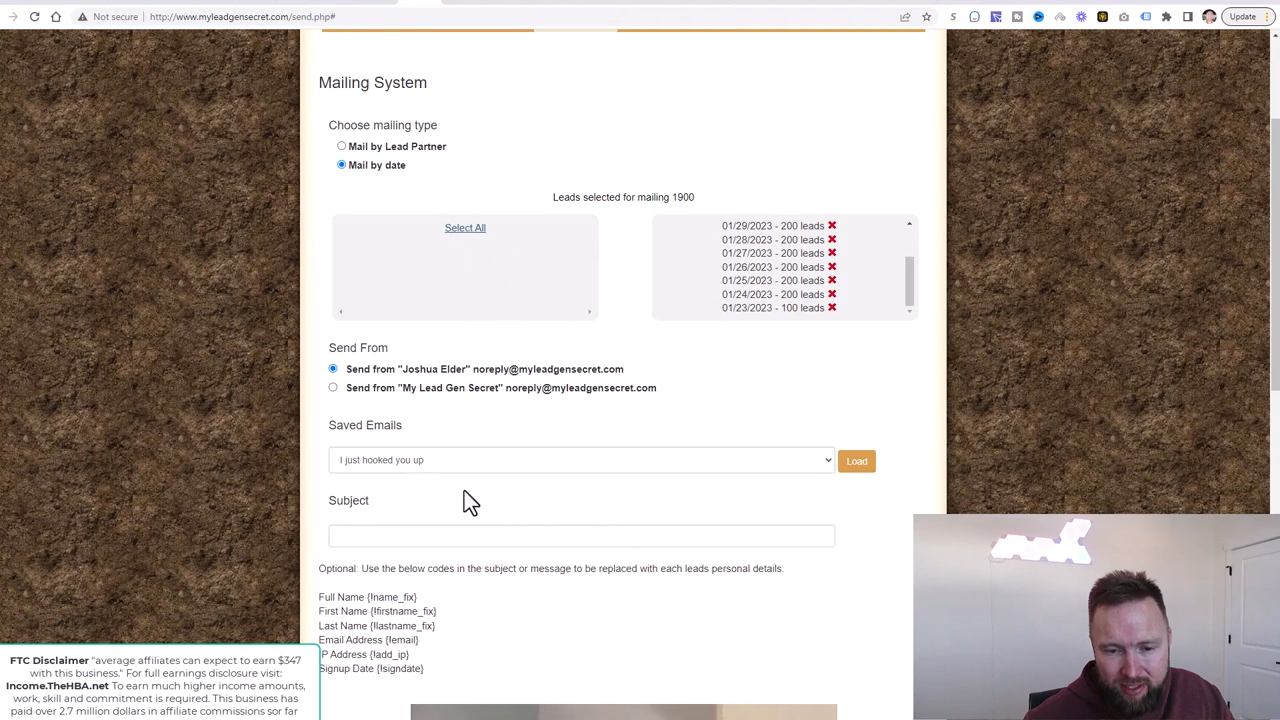 Not secure
http://www.myleadgensecret.com/send.php#
Update
Mailing System
Choose mailing type
Mail by Lead Partner
Mail by date
Leads selected for mailing 1900
Select All
01/29/2023 - 200 leads
01/28/2023 - 200 leads
01/27/2023 - 200 leads
01/26/2023 - 200 leads
01/25/2023 - 200 leads
01/24/2023 - 200 leads
01/23/2023 - 100 leads
Send From
Send from "Joshua Elder" noreply@myleadgensecret.com
Send from "My Lead Gen Secret" noreply@myleadgensecret.com
Saved Emails
I just hooked you up
Load
Subject
Optional: Use the below codes in the subject or message to be replaced with each leads personal details.
Full Name {!name_fix}
First Name {!firstname_fix}
Last Name {!lastname_fix}
Email Address {!email}
P Address {!add_ip}
Signup Date {!signdate}
FTC Disclaimer "average affiliates can expect to earn $347
with this business." For full earnings disclosure visit:
Income.TheHBA.net To earn much higher income amounts,
work, skill and commitment is required. This business has
paid over 2.7 million dollars in affiliate commissions sor far